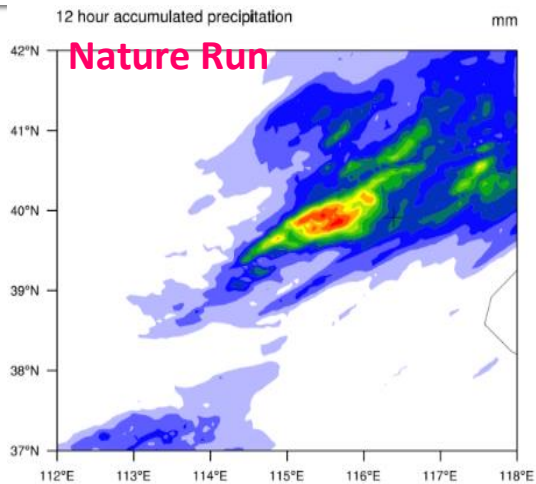 12 hour accumulated precipitation mm
Nature Run
42°N
41°N
40°N
39°N
38°N
37°N
112°E 113°E 114°E 115°E 116°E 117°E 118°E